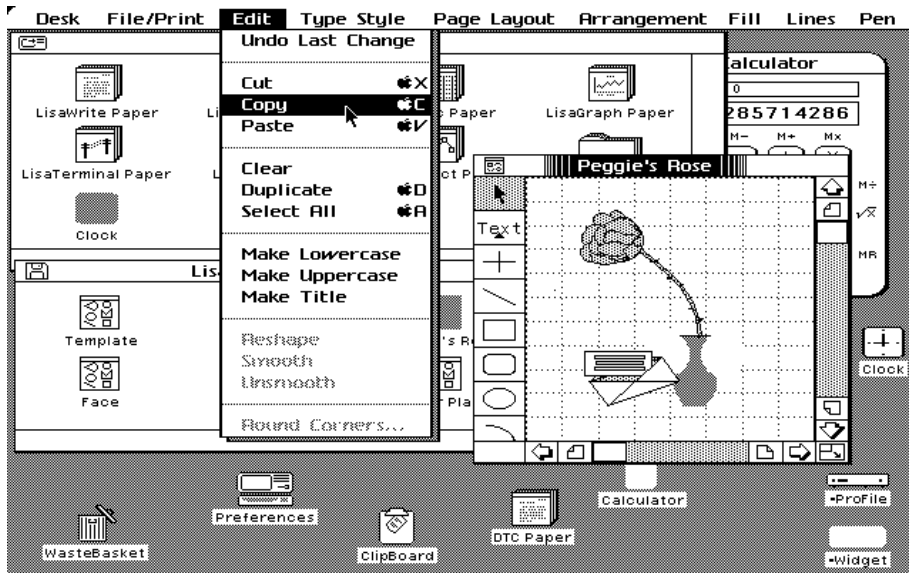 Desk File/Print Edit Type Style Page Layout Arrangement Fill Lines Pen
Undo Last Change
Cut X
Copy C
Paste V
Clear
Duplicate D
Select All A
Make Lowercase
Make Uppercase
Make Title
Reshape
Smooth
Unsmooth
Round Corners...
LisaWrite Paper
Paper
LisaGraph Paper
LisaTerminal Paper
Clock
alculator
0
285714286
M- M+ Mx
M÷
√x
MR
Peggie's Rose
Text
Lis
Template
's R
Face
Pla
Clock
Preferences
WasteBasket
ClipBoard
DTC Paper
Calculator
-ProFile
-Widget